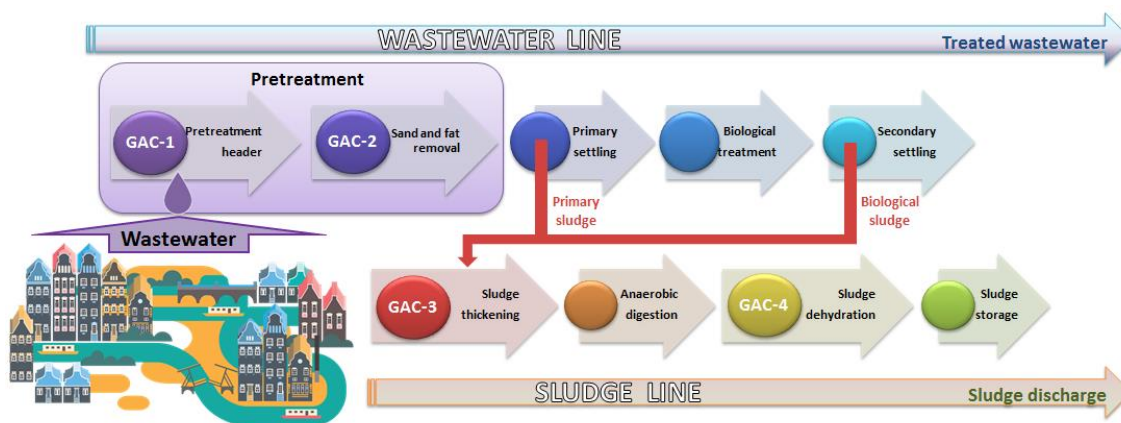 WASTEWATER LINE
Treated wastewater
Pretreatment
GAC-1
Pretreatment
header
GAC-2
Sand and fat
removal
Primary
settling
Biological
treatment
Secondary
settling
Primary
sludge
Biological
sludge
Wastewater
GAC-3
Sludge
thickening
Anaerobic
digestion
GAC-4
Sludge
dehydration
Sludge
storage
SLUDGE LINE
Sludge discharge